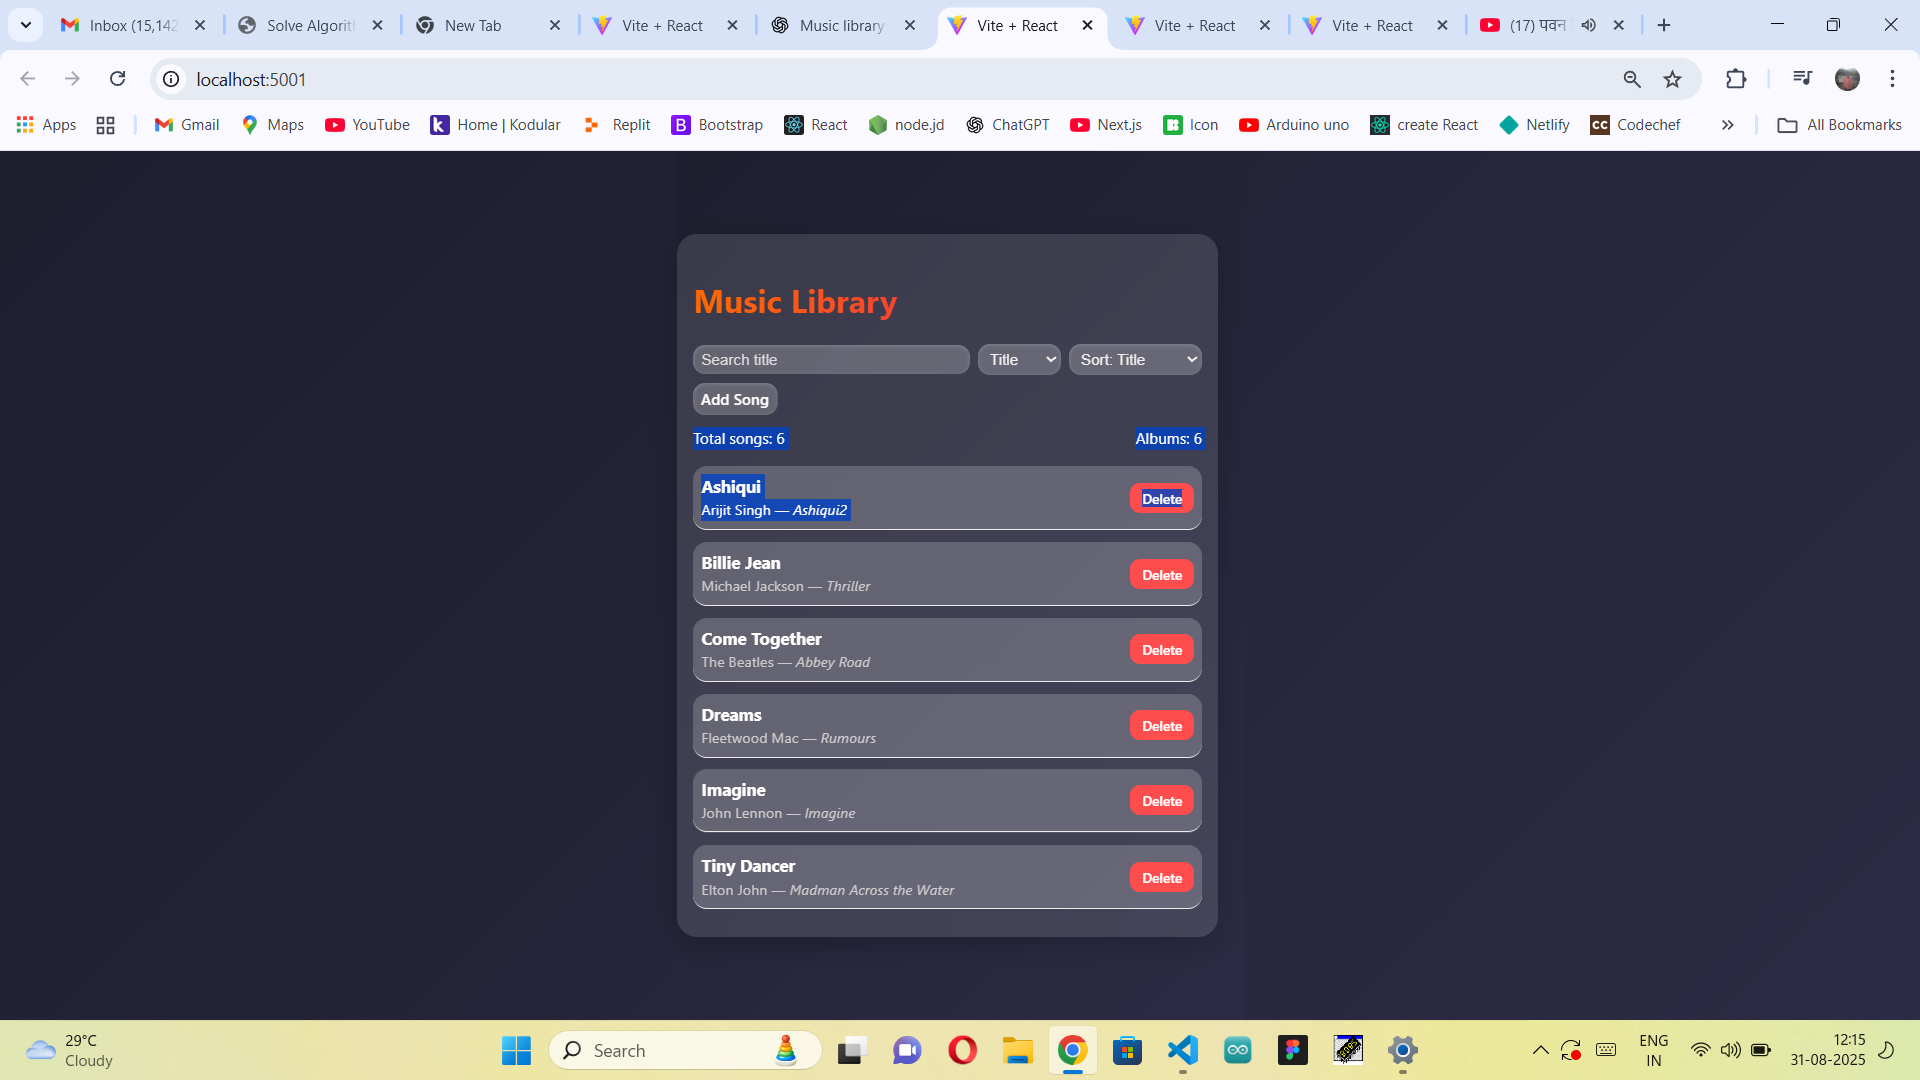 Inbox (15,142
Solve Algorit
New Tab
Vite + React
Music library
Vite + React
Vite + React
Vite + React
(17) पवन
localhost:5001
Apps
Gmail
Maps
YouTube
Home | Kodular
Replit
Bootstrap
React
node.jd
ChatGPT
Next.js
Icon
Arduino uno
create React
Netlify
Codechef
All Bookmarks
Music Library
Search title
Title
Sort: Title
Add Song
Total songs: 6
Albums: 6
Ashiqui
Arijit Singh — Ashiqui2
Delete
Billie Jean
Michael Jackson — Thriller
Delete
Come Together
The Beatles — Abbey Road
Delete
Dreams
Fleetwood Mac — Rumours
Delete
Imagine
John Lennon — Imagine
Delete
Tiny Dancer
Elton John — Madman Across the Water
Delete
29°C
Cloudy
Search
ENG
IN
12:15
31-08-2025